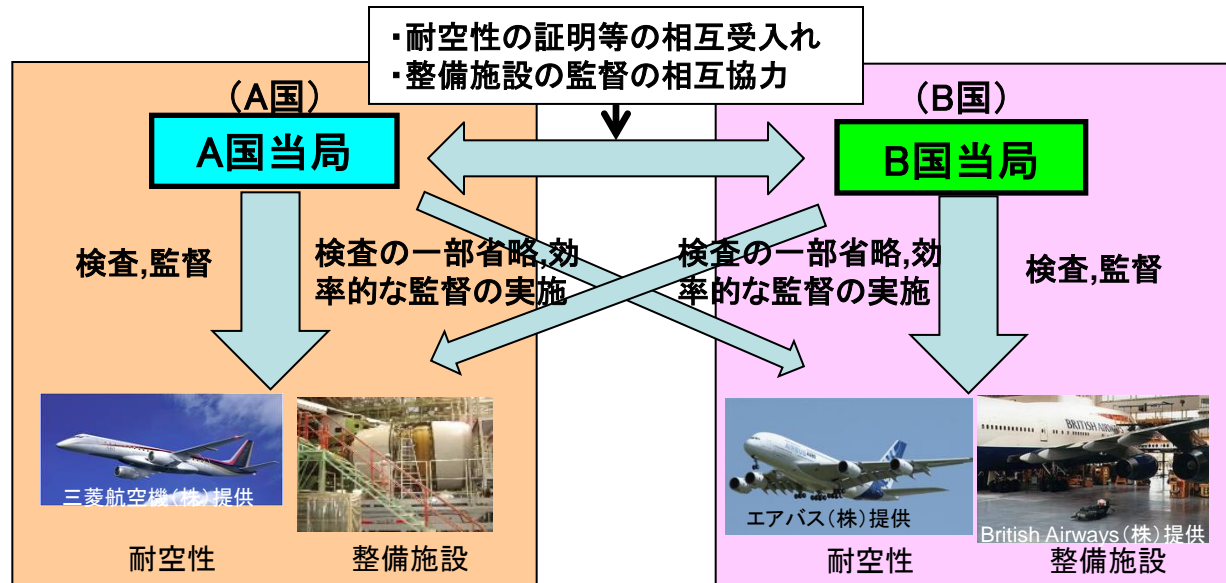 ・耐空性の証明等の相互受入れ
・整備施設の監督の相互協力
(A国)
A国当局
(B国)
B国当局
検査,監督
検査の一部省略,効
率的な監督の実施
検査の一部省略,効
率的な監督の実施
検査,監督
三菱航空機(株)提供
BRITISH AIRWAYS
エアバス(株)提供
British Airways(株)提供
耐空性
整備施設
耐空性
整備施設